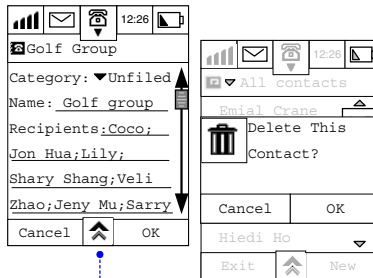 12:26
Golf Group
Category: Unfiled
Name: Golf group
Recipients:Coco;
Jon Hua;Lily;
Shary Shang;Veli
Zhao;Jeny Mu;Sarry
Cancel OK
12:26
All contacts
Emial Crane
Delete This
Contact?
Cancel OK
Hiedi Ho
Exit New